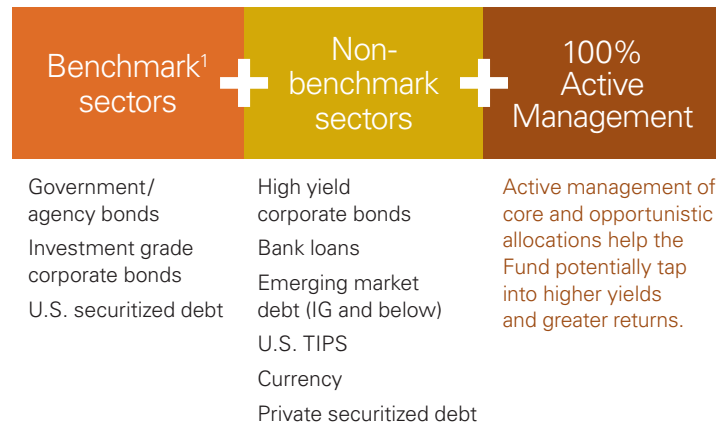 Benchmark¹
sectors
+
Non-
benchmark
sectors
+
100%
Active
Management
Government/
agency bonds
Investment grade
corporate bonds
U.S. securitized debt
High yield
corporate bonds
Bank loans
Emerging market
debt (IG and below)
U.S. TIPS
Currency
Private securitized debt
Active management of
core and opportunistic
allocations help the
Fund potentially tap
into higher yields
and greater returns.